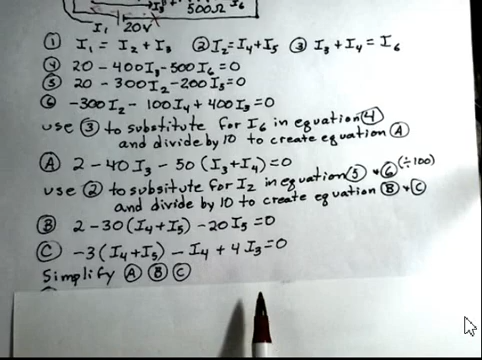 I₃ 500Ω I₆
I₁ 20V
① I₁ = I₂ + I₃ ② I₂ = I₄ + I₅ ③ I₃ + I₄ = I₆
④ 20 - 400I₃ - 500I₆ = 0
⑤ 20 - 300I₂ - 200I₅ = 0
⑥ -300I₂ - 100I₄ + 400I₃ = 0
use ③ to substitute for I₆ in equation ④
and divide by 10 to create equation Ⓐ
Ⓐ 2 - 40I₃ - 50(I₃+I₄) = 0
use ② to subsitute for I₂ in equation ⑤ + ⑥ (÷100)
and divide by 10 to create equation Ⓑ + Ⓒ
Ⓑ 2 - 30(I₄+I₅) - 20I₅ = 0
Ⓒ -3(I₄+I₅) - I₄ + 4I₃ = 0
Simplify Ⓐ Ⓑ Ⓒ